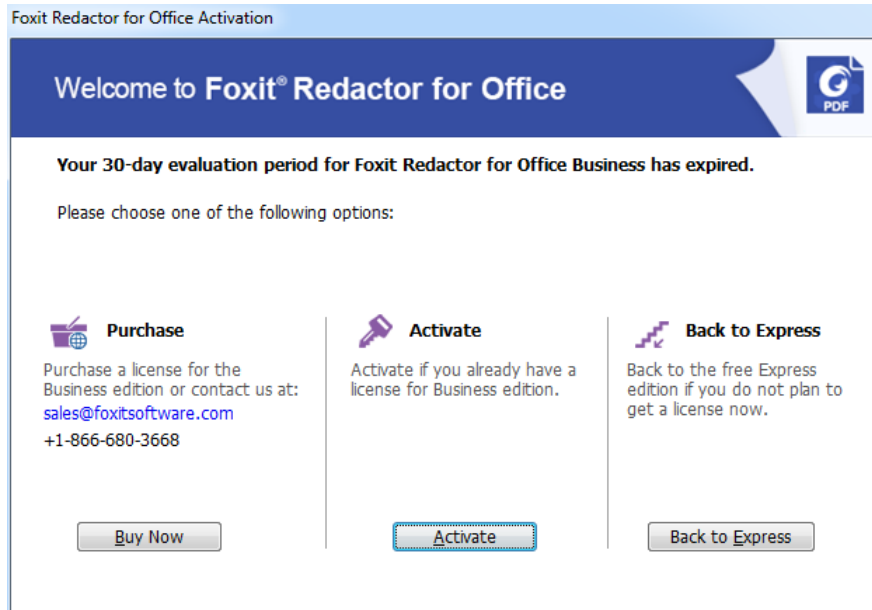 Foxit Redactor for Office Activation
Welcome to Foxit® Redactor for Office
PDF
Your 30-day evaluation period for Foxit Redactor for Office Business has expired.
Please choose one of the following options:
Purchase
Purchase a license for the
Business edition or contact us at:
sales@foxitsoftware.com
+1-866-680-3668
Buy Now
Activate
Activate if you already have a
license for Business edition.
Activate
Back to Express
Back to the free Express
edition if you do not plan to
get a license now.
Back to Express